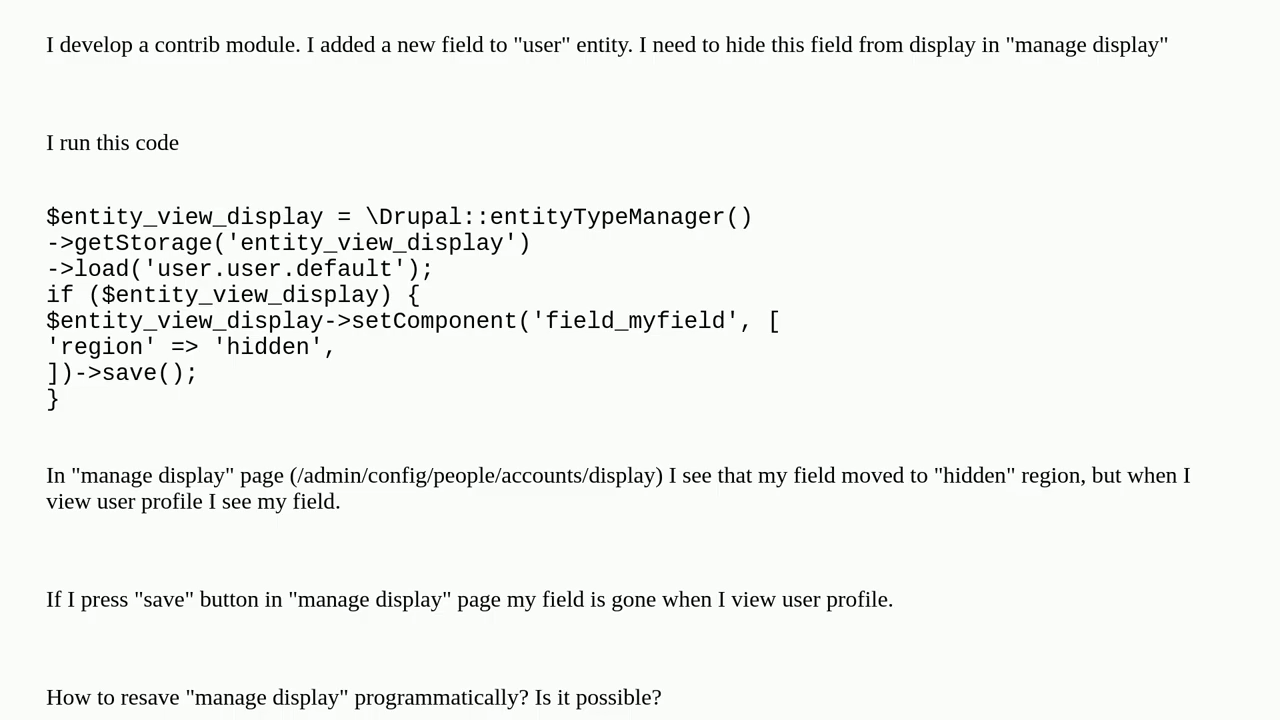 I develop a contrib module. I added a new field to "user" entity. I need to hide this field from display in "manage display"
I run this code
$entity_view_display = \Drupal::entityTypeManager()
->getStorage('entity_view_display')
->load('user.user.default');
if ($entity_view_display) {
$entity_view_display->setComponent('field_myfield', [
'region' => 'hidden',
])->save();
}
In "manage display" page (/admin/config/people/accounts/display) I see that my field moved to "hidden" region, but when I
view user profile I see my field.
If I press "save" button in "manage display" page my field is gone when I view user profile.
How to resave "manage display" programmatically? Is it possible?